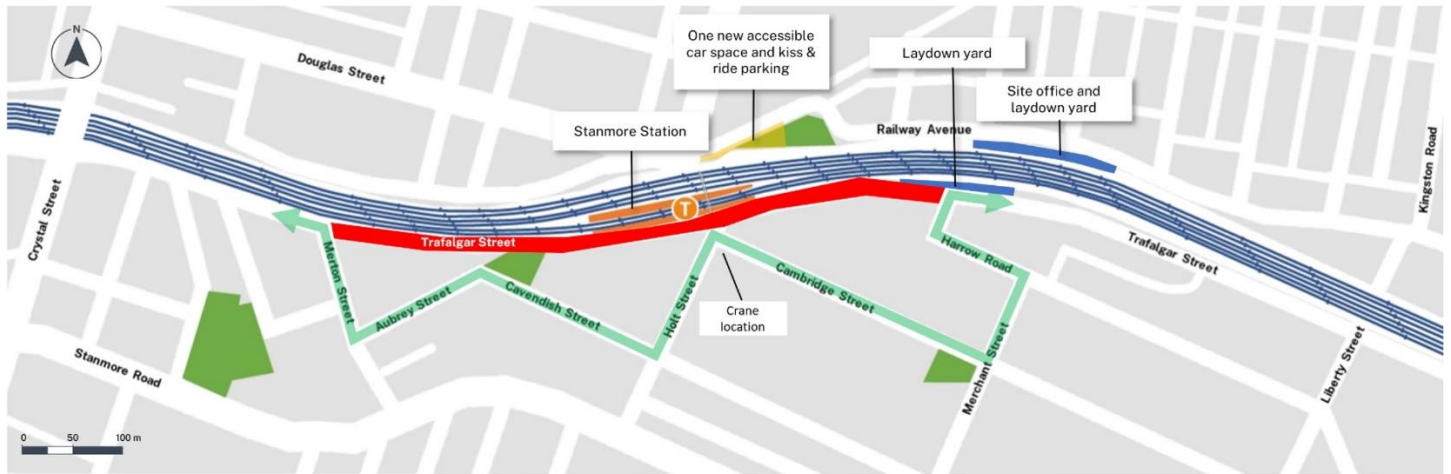 N
Douglas Street
One new accessible
car space and kiss &
ride parking
Laydown yard
Site office and
laydown yard
Stanmore Station
Railway Avenue
Kingston Road
Crystal Street
T
Trafalgar Street
Merton Street
Aubrey Street
Cavendish Street
Holt Street
Crane
location
Cambridge Street
Harrow Road
Trafalgar Street
Merchant Street
Liberty Street
Stanmore Road
0 50 100 m